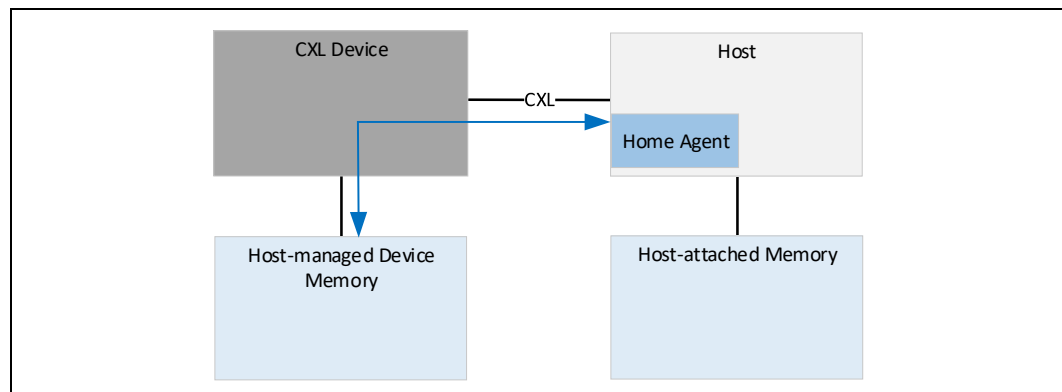 CXL Device
Host
CXL
Home Agent
Host-managed Device
Memory
Host-attached Memory